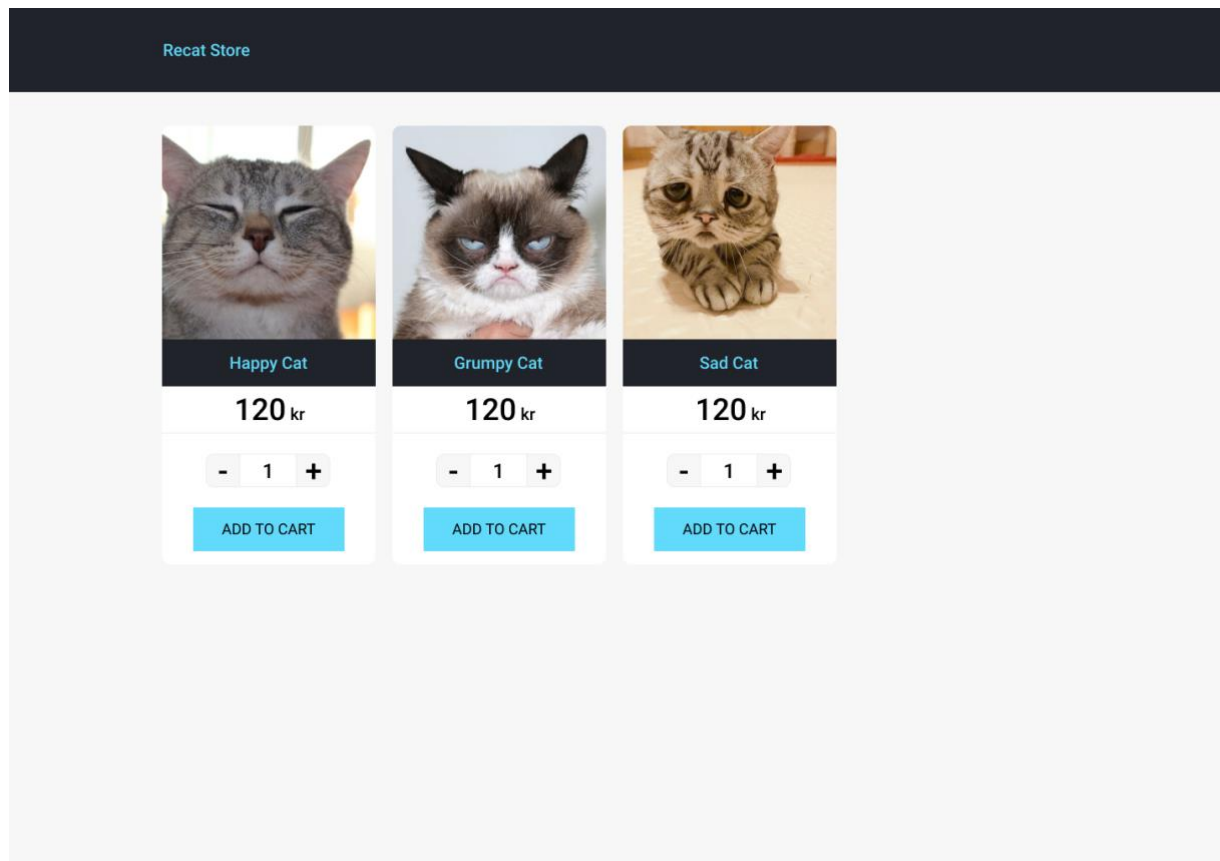 Recat Store
Happy Cat
120 kr
- 1 +
ADD TO CART
Grumpy Cat
120 kr
- 1 +
ADD TO CART
Sad Cat
120 kr
- 1 +
ADD TO CART